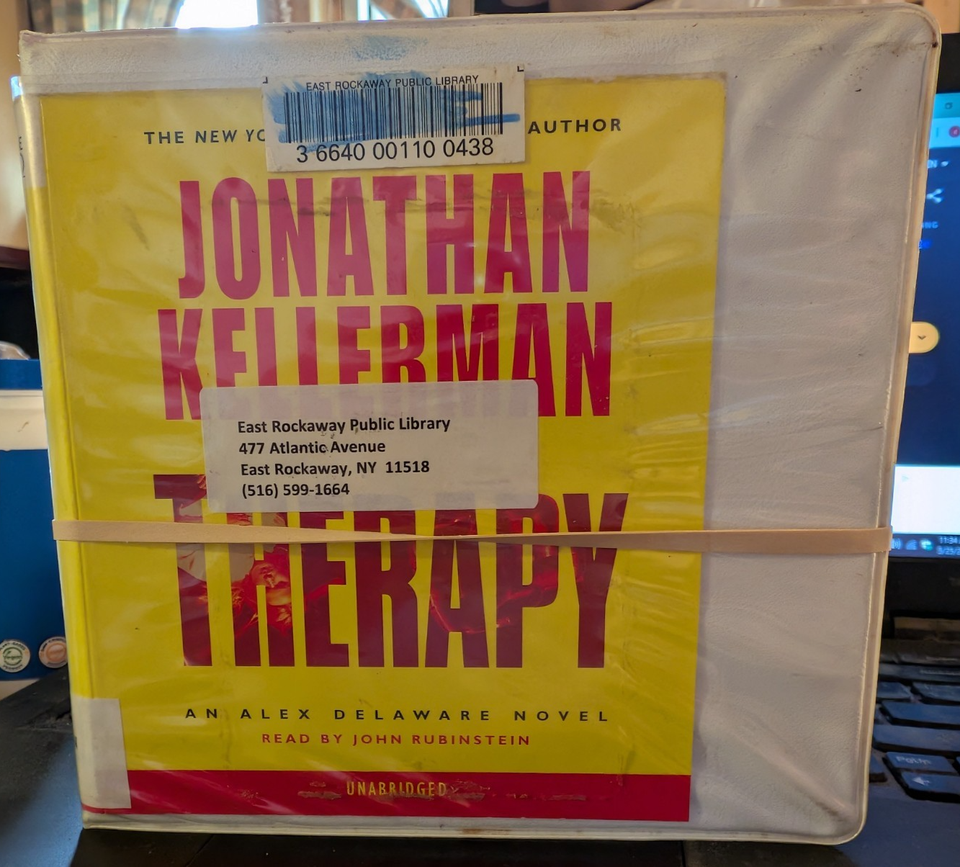 EAST ROCKAWAY PUBLIC LIBRARY
3 6640 00110 0438
THE NEW YO AUTHOR
JONATHAN
KELLERMAN
East Rockaway Public Library
477 Atlantic Avenue
East Rockaway, NY 11518
(516) 599-1664
THERAPY
AN ALEX DELAWARE NOVEL
READ BY JOHN RUBINSTEIN
UNABRIDGED